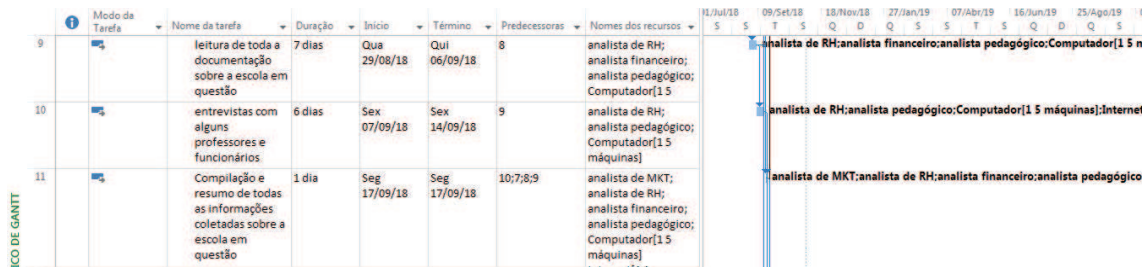 Modo da
Tarefa
Nome da tarefa
Duração
Início
Término
Predecessoras
Nomes dos recursos
01/Jul/18 09/Set/18 18/Nov/18 27/Jan/19 07/Abr/19 16/Jun/19 25/Ago/19
S S T S Q D Q S T S Q D Q S
9
leitura de toda a
documentação
sobre a escola em
questão
7 dias
Qua
29/08/18
Qui
06/09/18
8
analista de RH;
analista financeiro;
analista pedagógico;
Computador[1 5
analista de RH;analista financeiro;analista pedagógico;Computador[1 5 m
10
entrevistas com
alguns
professores e
funcionários
6 dias
Sex
07/09/18
Sex
14/09/18
9
analista de RH;
analista pedagógico;
Computador[1 5
máquinas]
analista de RH;analista pedagógico;Computador[1 5 máquinas];Internet
11
Compilação e
resumo de todas
as informações
coletadas sobre a
escola em
questão
1 dia
Seg
17/09/18
Seg
17/09/18
10;7;8;9
analista de MKT;
analista de RH;
analista financeiro;
analista pedagógico;
Computador[1 5
máquinas]
analista de MKT;analista de RH;analista financeiro;analista pedagógico
ICO DE GANTT